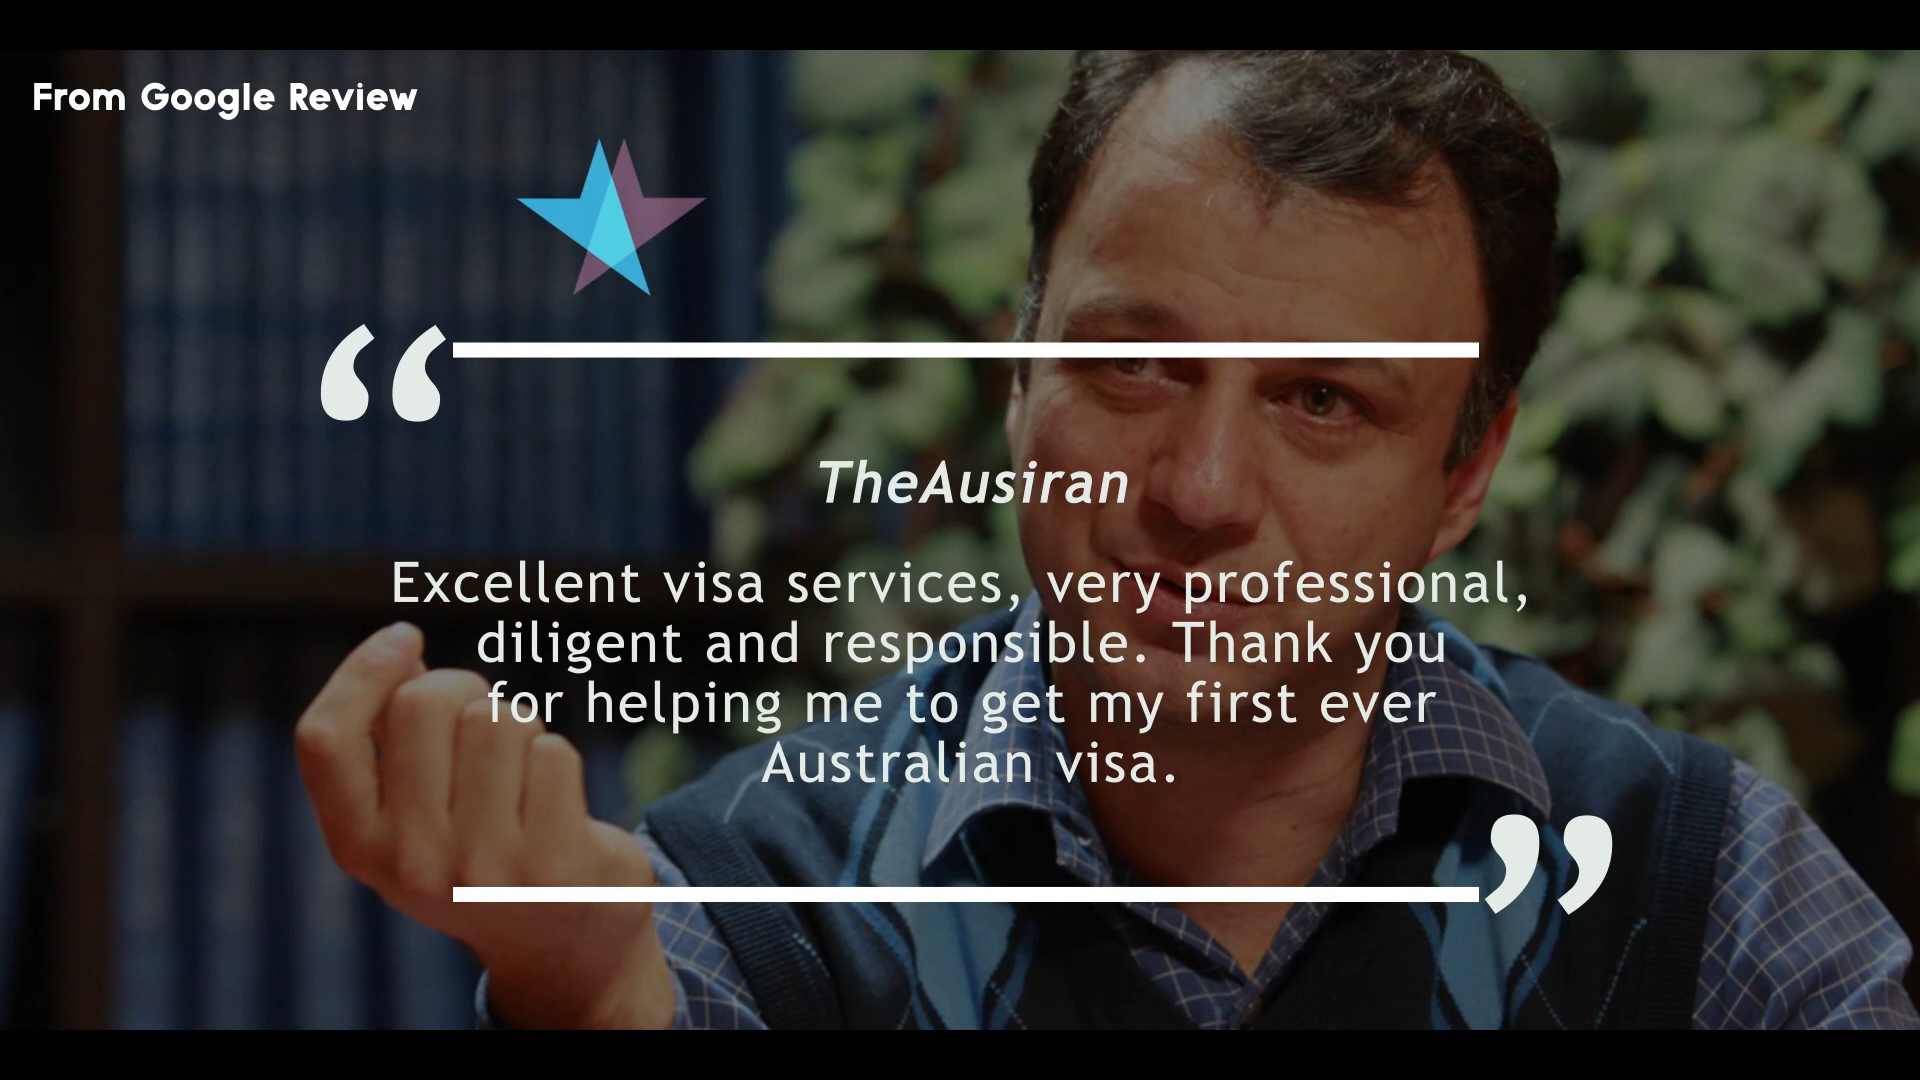 From Google Review
“
TheAusiran
Excellent visa services, very professional,
diligent and responsible. Thank you
for helping me to get my first ever
Australian visa.
”